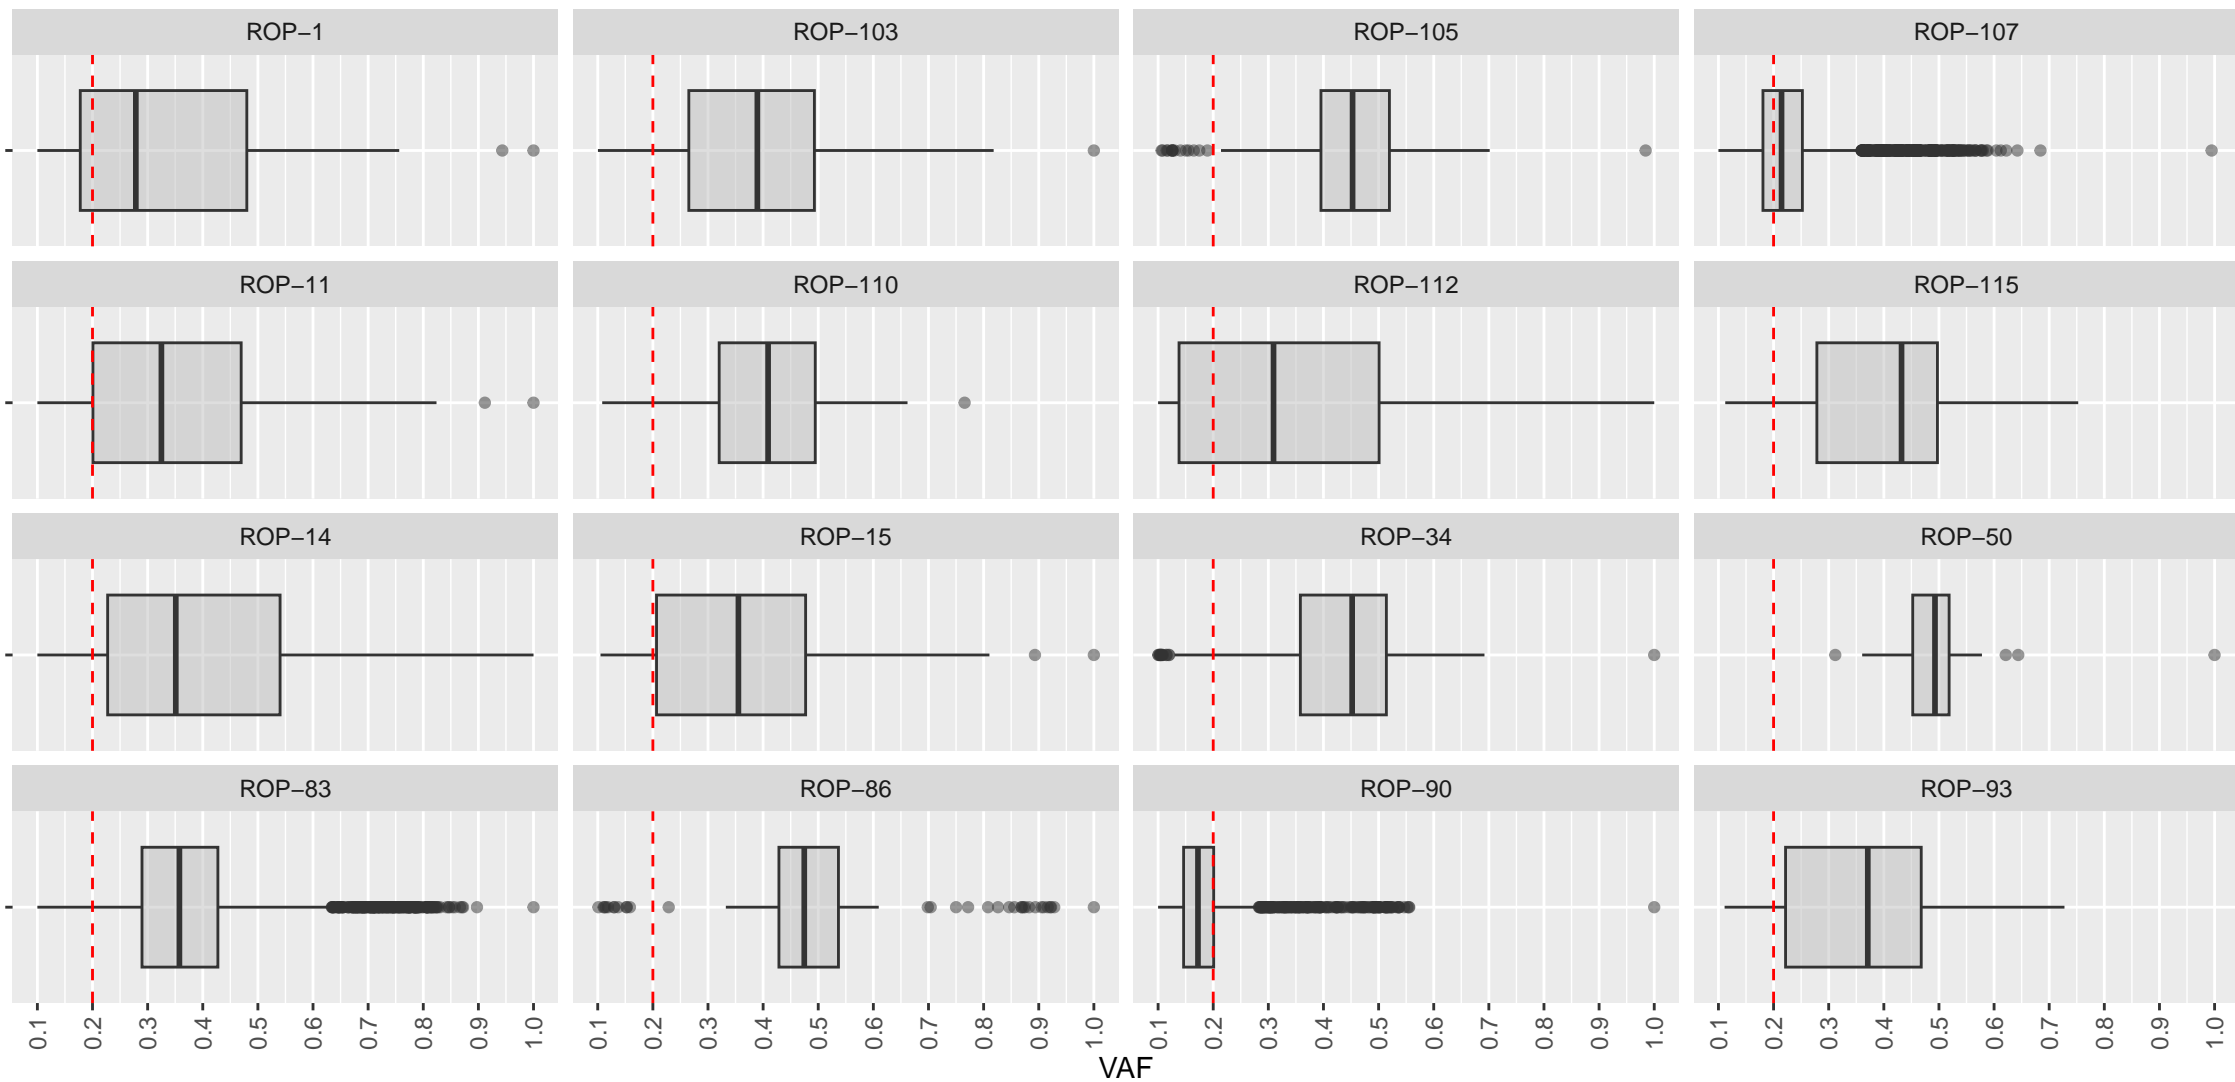 ROP−1 ROP−103 ROP−105 ROP−107
ROP−11 ROP−110 ROP−112 ROP−115
ROP−14 ROP−15 ROP−34 ROP−50
ROP−83 ROP−86 ROP−90 ROP−93
0.1 0.2 0.3 0.4 0.5 0.6 0.7 0.8 0.9 1.0 0.1 0.2 0.3 0.4 0.5 0.6 0.7 0.8 0.9 1.0 0.1 0.2 0.3 0.4 0.5 0.6 0.7 0.8 0.9 1.0 0.1 0.2 0.3 0.4 0.5 0.6 0.7 0.8 0.9 1.0
VAF